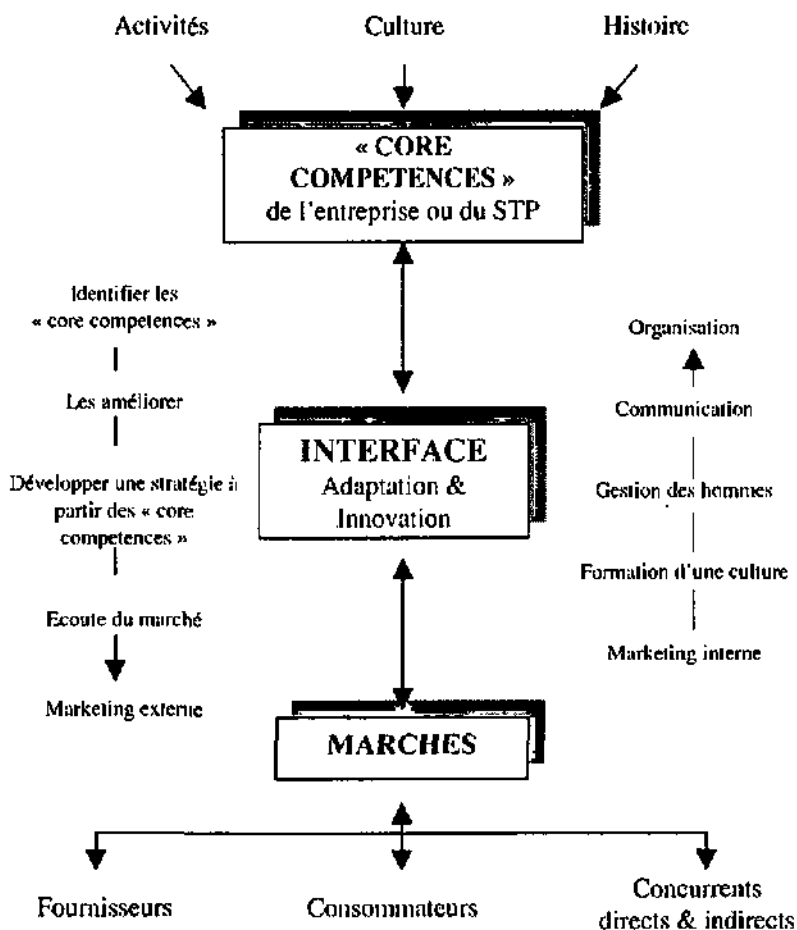 Activités
Culture
Histoire
« CORE
COMPETENCES »
de l'entreprise ou du STP
Identifier les
« core competences »
Les améliorer
Développer une stratégie à
partir des « core
competences »
Ecoute du marché
Marketing externe
INTERFACE
Adaptation &
Innovation
Organisation
Communication
Gestion des hommes
Formation d'une culture
Marketing interne
MARCHES
Fournisseurs
Consommateurs
Concurrents
directs & indirects